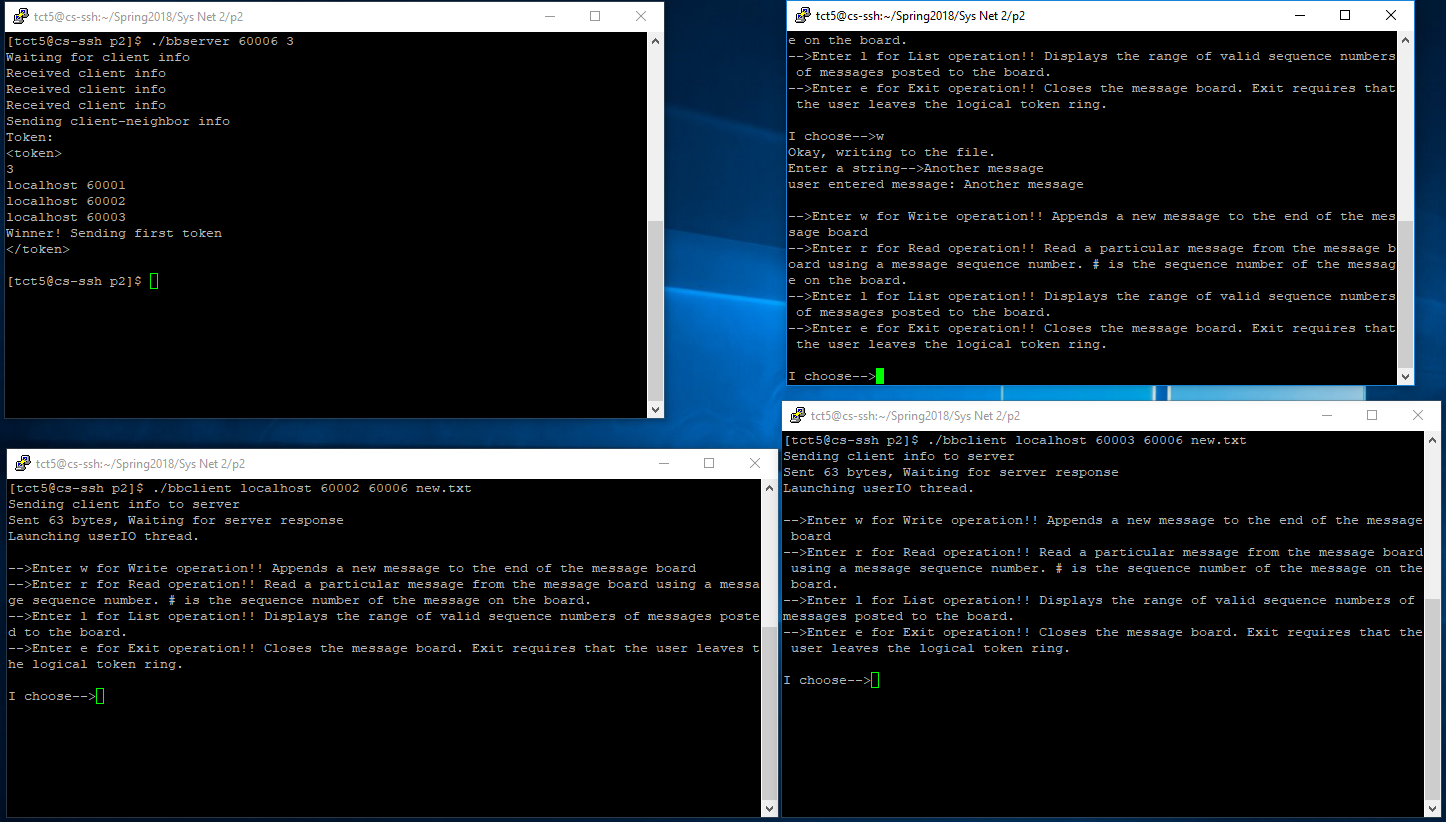 tct5@cs-ssh:~/Spring2018/Sys Net 2/p2
[tct5@cs-ssh p2]$ ./bbserver 60006 3
Waiting for client info
Received client info
Received client info
Received client info
Sending client-neighbor info
Token:
<token>
3
localhost 60001
localhost 60002
localhost 60003
Winner! Sending first token
</token>
[tct5@cs-ssh p2]$
tct5@cs-ssh:~/Spring2018/Sys Net 2/p2
e on the board.
-->Enter l for List operation!! Displays the range of valid sequence numbers
 of messages posted to the board.
-->Enter e for Exit operation!! Closes the message board. Exit requires that
 the user leaves the logical token ring.
I choose-->w
Okay, writing to the file.
Enter a string-->Another message
user entered message: Another message
-->Enter w for Write operation!! Appends a new message to the end of the mes
sage board
-->Enter r for Read operation!! Read a particular message from the message b
oard using a message sequence number. # is the sequence number of the messag
e on the board.
-->Enter l for List operation!! Displays the range of valid sequence numbers
 of messages posted to the board.
-->Enter e for Exit operation!! Closes the message board. Exit requires that
 the user leaves the logical token ring.
I choose-->
tct5@cs-ssh:~/Spring2018/Sys Net 2/p2
[tct5@cs-ssh p2]$ ./bbclient localhost 60002 60006 new.txt
Sending client info to server
Sent 63 bytes, Waiting for server response
Launching userIO thread.
-->Enter w for Write operation!! Appends a new message to the end of the message board
-->Enter r for Read operation!! Read a particular message from the message board using a messa
ge sequence number. # is the sequence number of the message on the board.
-->Enter l for List operation!! Displays the range of valid sequence numbers of messages poste
d to the board.
-->Enter e for Exit operation!! Closes the message board. Exit requires that the user leaves t
he logical token ring.
I choose-->
tct5@cs-ssh:~/Spring2018/Sys Net 2/p2
[tct5@cs-ssh p2]$ ./bbclient localhost 60003 60006 new.txt
Sending client info to server
Sent 63 bytes, Waiting for server response
Launching userIO thread.
-->Enter w for Write operation!! Appends a new message to the end of the message
 board
-->Enter r for Read operation!! Read a particular message from the message board
 using a message sequence number. # is the sequence number of the message on the
 board.
-->Enter l for List operation!! Displays the range of valid sequence numbers of
messages posted to the board.
-->Enter e for Exit operation!! Closes the message board. Exit requires that the
 user leaves the logical token ring.
I choose-->